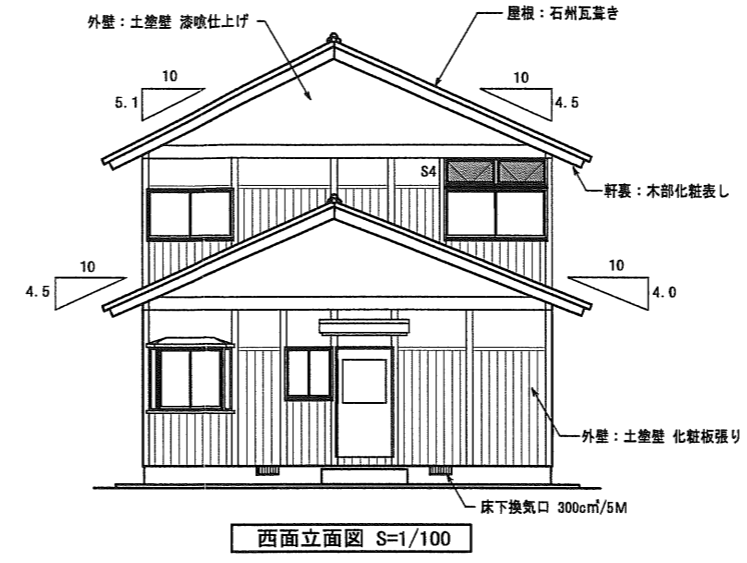 外壁：土塗壁 漆喰仕上げ
屋根：石州瓦葺き
10
5.1
10
4.5
S4
軒裏：木部化粧表し
10
4.5
10
4.0
外壁：土塗壁 化粧板張り
床下換気口 300c㎡/5M
西面立面図 S=1/100